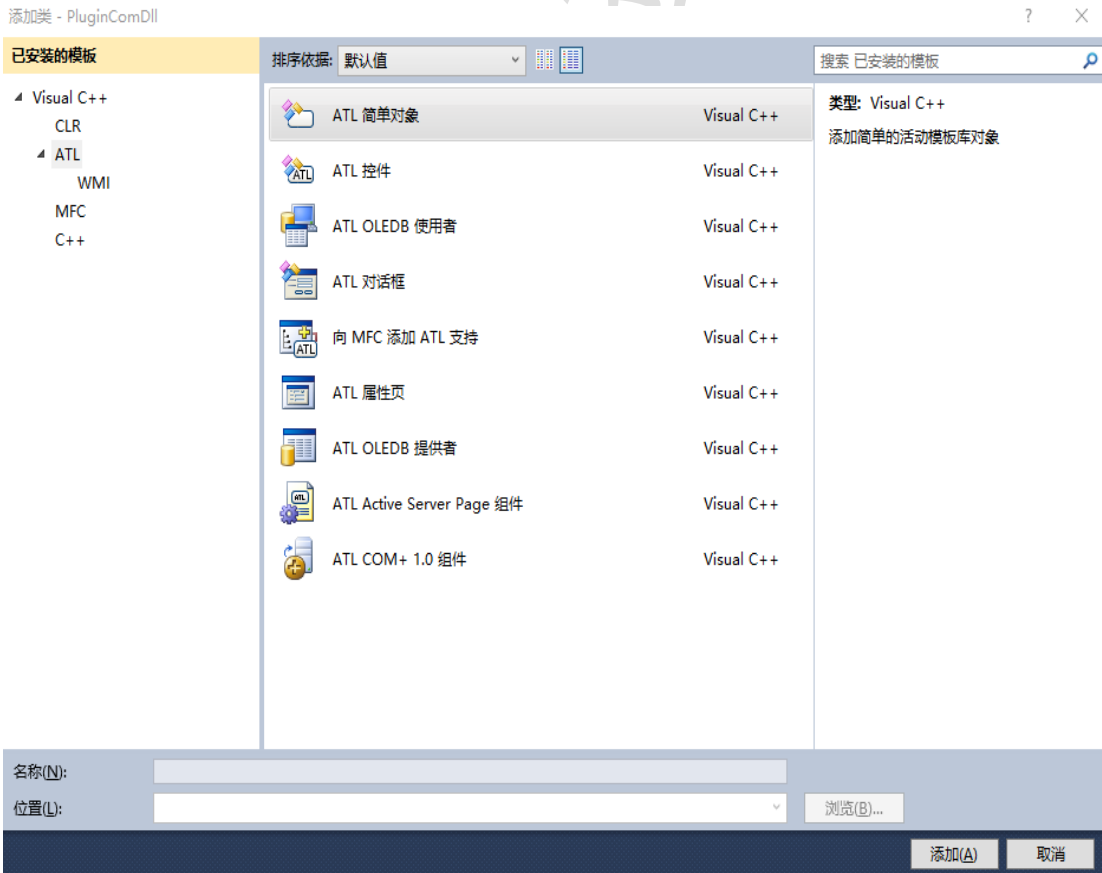 添加类 - PluginComDll
?
已安装的模板
排序依据: 默认值
搜索 已安装的模板
Visual C++
CLR
ATL
WMI
MFC
C++
ATL 简单对象 Visual C++
ATL 控件 Visual C++
ATL OLEDB 使用者 Visual C++
ATL 对话框 Visual C++
向 MFC 添加 ATL 支持 Visual C++
ATL 属性页 Visual C++
ATL OLEDB 提供者 Visual C++
ATL Active Server Page 组件 Visual C++
ATL COM+ 1.0 组件 Visual C++
类型: Visual C++
添加简单的活动模板库对象
名称(N):
位置(L):
浏览(B)...
添加(A) 取消